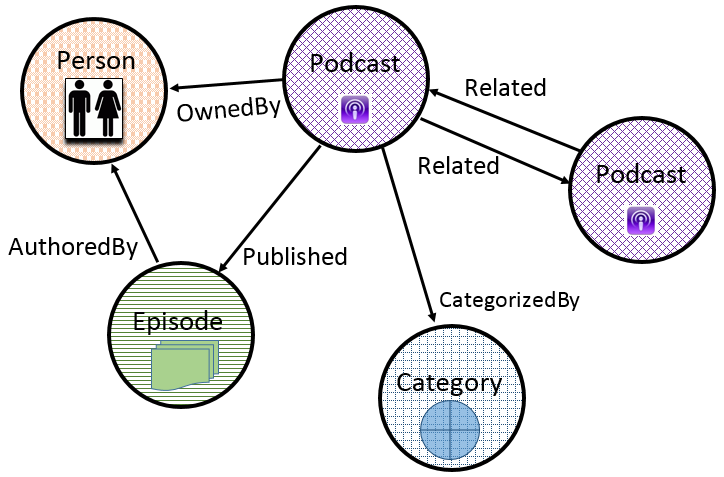 Person
Podcast
Related
OwnedBy
Related
Podcast
AuthoredBy
Published
CategorizedBy
Episode
Category